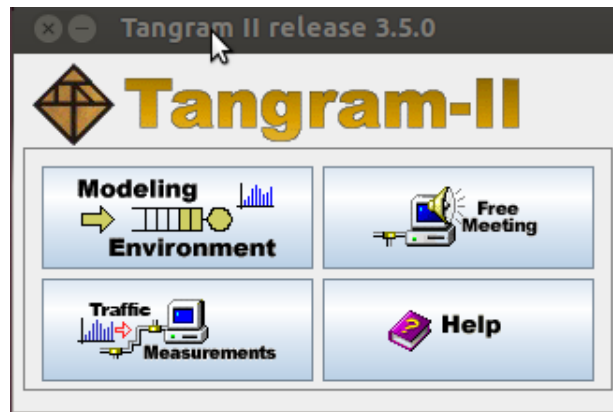 Tangram II release 3.5.0
Tangram-II
Modeling
Environment
Free
Meeting
Traffic
Measurements
Help